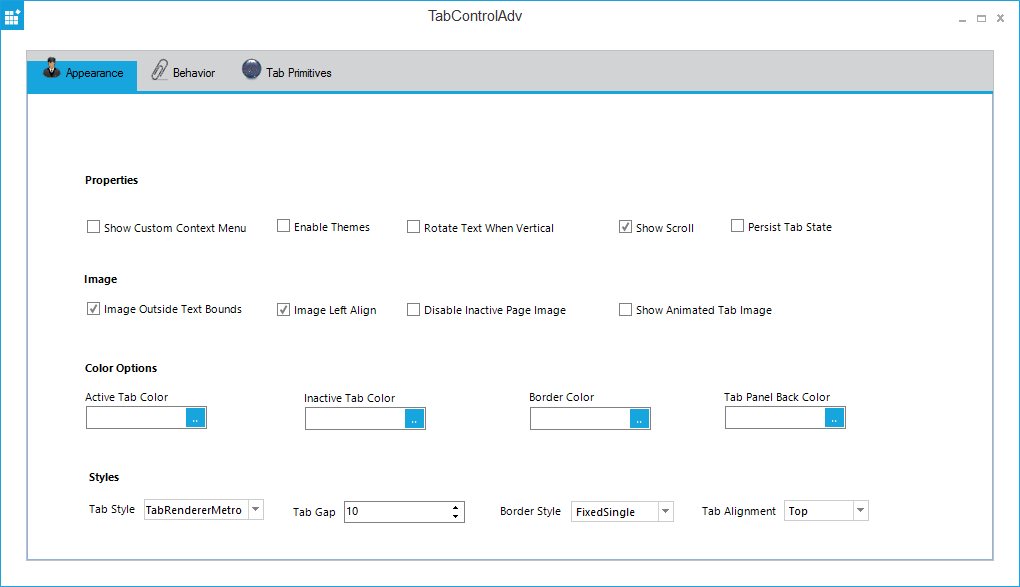 TabControlAdv
Appearance Behavior Tab Primitives
Properties
Show Custom Context Menu Enable Themes Rotate Text When Vertical Show Scroll Persist Tab State
Image
Image Outside Text Bounds Image Left Align Disable Inactive Page Image Show Animated Tab Image
Color Options
Active Tab Color Inactive Tab Color Border Color Tab Panel Back Color
.. .. .. ..
Styles
Tab Style TabRendererMetro Tab Gap 10 Border Style FixedSingle Tab Alignment Top